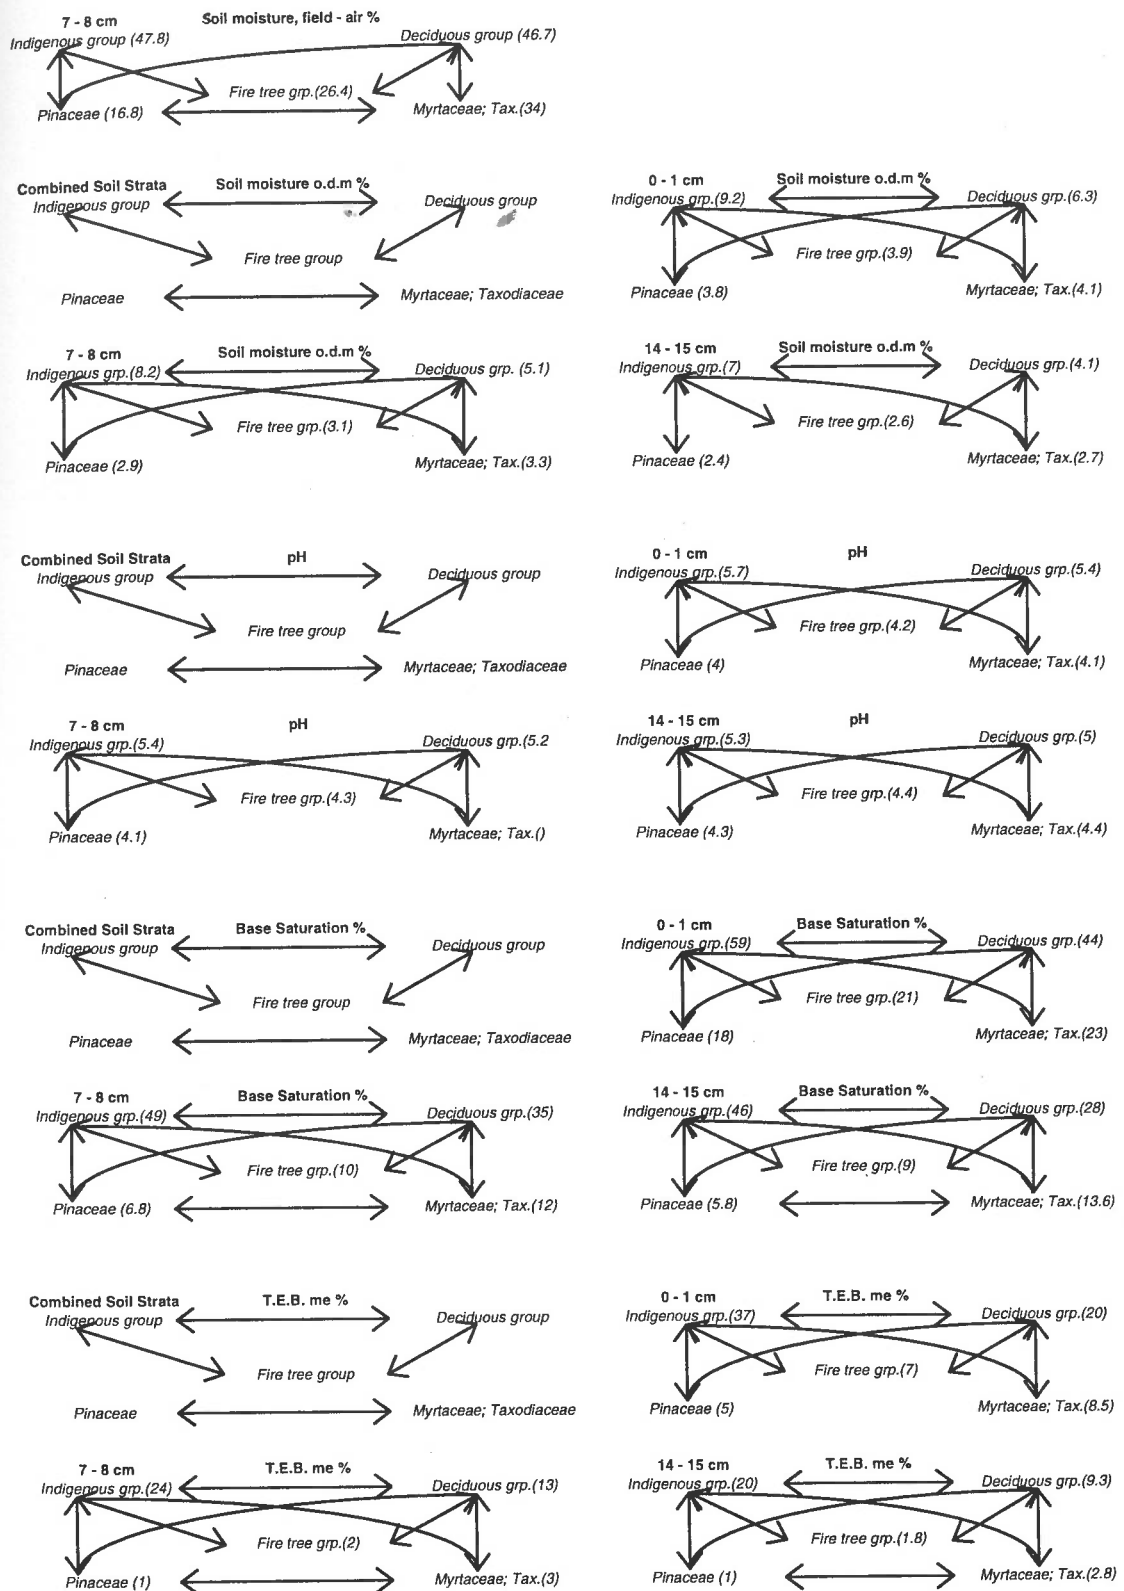 7 - 8 cm Soil moisture, field - air %
Indigenous group (47.8) Deciduous group (46.7)
Fire tree grp.(26.4)
Pinaceae (16.8) Myrtaceae; Tax.(34)
Combined Soil Strata Soil moisture o.d.m %
Indigenous group Deciduous group
Fire tree group
Pinaceae Myrtaceae; Taxodiaceae
0 - 1 cm Soil moisture o.d.m %
Indigenous grp.(9.2) Deciduous grp.(6.3)
Fire tree grp.(3.9)
Pinaceae (3.8) Myrtaceae; Tax.(4.1)
7 - 8 cm Soil moisture o.d.m %
Indigenous grp.(8.2) Deciduous grp. (5.1)
Fire tree grp.(3.1)
Pinaceae (2.9) Myrtaceae; Tax.(3.3)
14 - 15 cm Soil moisture o.d.m %
Indigenous grp.(7) Deciduous grp.(4.1)
Fire tree grp.(2.6)
Pinaceae (2.4) Myrtaceae; Tax.(2.7)
Combined Soil Strata pH
Indigenous group Deciduous group
Fire tree group
Pinaceae Myrtaceae; Taxodiaceae
0 - 1 cm pH
Indigenous grp.(5.7) Deciduous grp.(5.4)
Fire tree grp.(4.2)
Pinaceae (4) Myrtaceae; Tax.(4.1)
7 - 8 cm pH
Indigenous grp.(5.4) Deciduous grp.(5.2
Fire tree grp.(4.3)
Pinaceae (4.1) Myrtaceae; Tax.()
14 - 15 cm pH
Indigenous grp.(5.3) Deciduous grp.(5)
Fire tree grp.(4.4)
Pinaceae (4.3) Myrtaceae; Tax.(4.4)
Combined Soil Strata Base Saturation %
Indigenous group Deciduous group
Fire tree group
Pinaceae Myrtaceae; Taxodiaceae
0 - 1 cm Base Saturation %
Indigenous grp.(59) Deciduous grp.(44)
Fire tree grp.(21)
Pinaceae (18) Myrtaceae; Tax.(23)
7 - 8 cm Base Saturation %
Indigenous grp.(49) Deciduous grp.(35)
Fire tree grp.(10)
Pinaceae (6.8) Myrtaceae; Tax.(12)
14 - 15 cm Base Saturation %
Indigenous grp.(46) Deciduous grp.(28)
Fire tree grp.(9)
Pinaceae (5.8) Myrtaceae; Tax.(13.6)
Combined Soil Strata T.E.B. me %
Indigenous group Deciduous group
Fire tree group
Pinaceae Myrtaceae; Taxodiaceae
0 - 1 cm T.E.B. me %
Indigenous grp.(37) Deciduous grp.(20)
Fire tree grp.(7)
Pinaceae (5) Myrtaceae; Tax.(8.5)
7 - 8 cm T.E.B. me %
Indigenous grp.(24) Deciduous grp.(13)
Fire tree grp.(2)
Pinaceae (1) Myrtaceae; Tax.(3)
14 - 15 cm T.E.B. me %
Indigenous grp.(20) Deciduous grp.(9.3)
Fire tree grp.(1.8)
Pinaceae (1) Myrtaceae; Tax.(2.8)